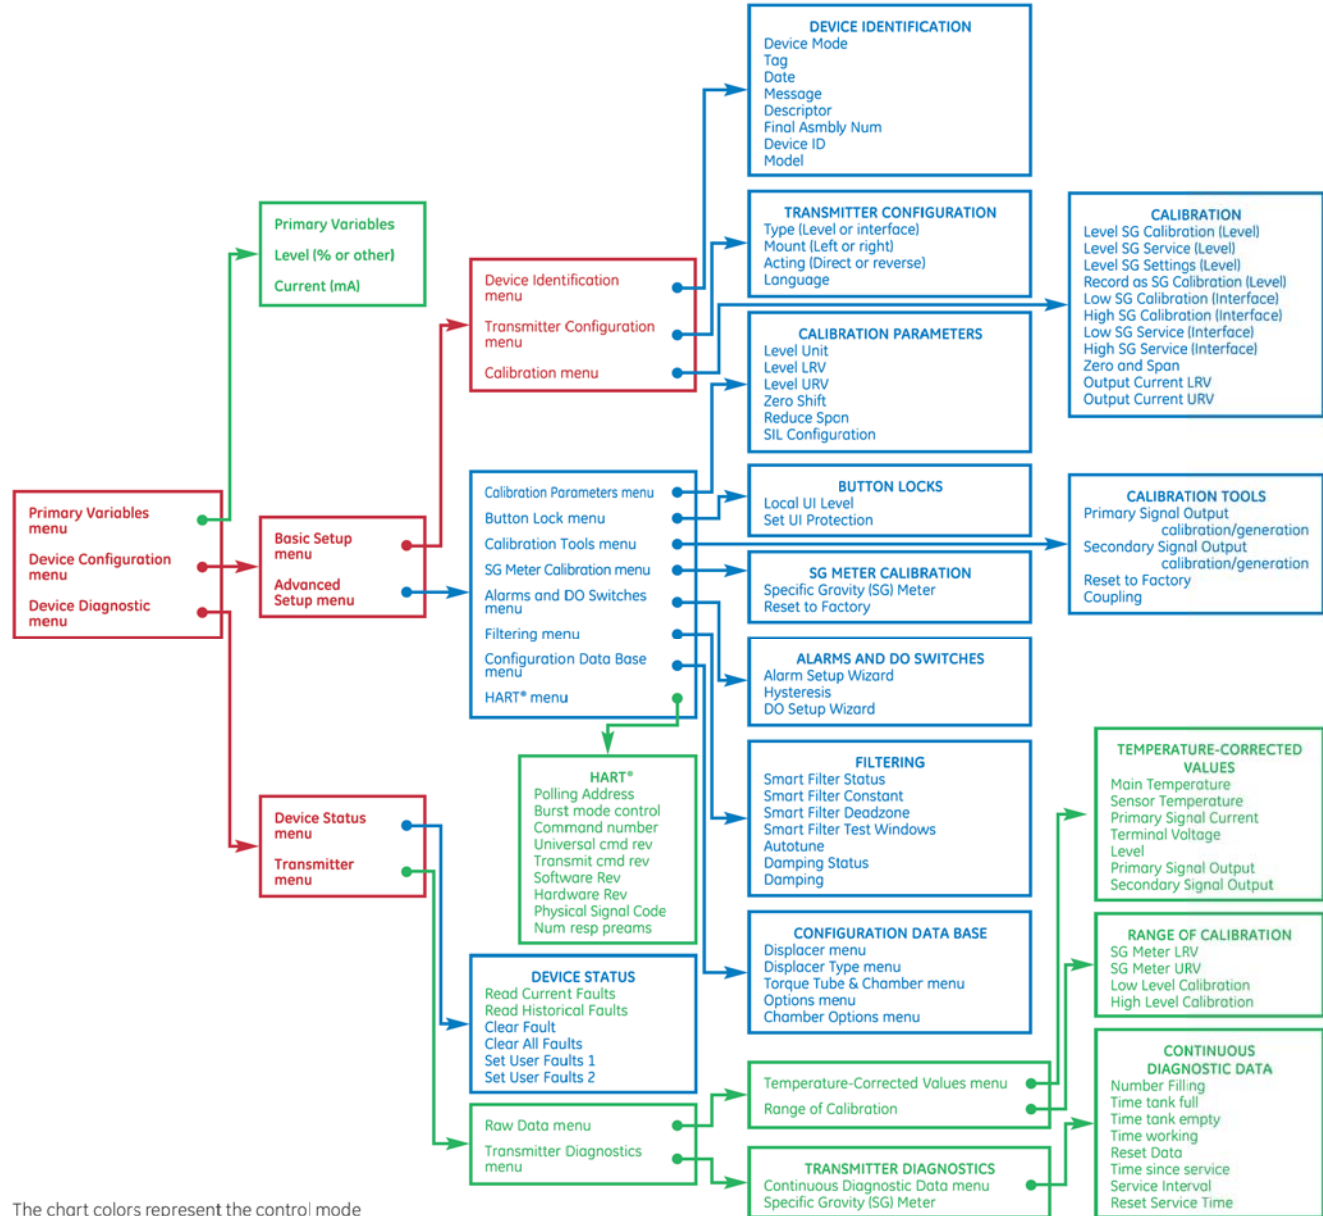 DEVICE IDENTIFICATION
Device Mode
Tag
Date
Message
Descriptor
Final Asmbly Num
Device ID
Model
Primary Variables
Level (% or other)
Current (mA)
Device Identification
menu
Transmitter Configuration
menu
Calibration menu
TRANSMITTER CONFIGURATION
Type (Level or interface)
Mount (Left or right)
Acting (Direct or reverse)
Language
CALIBRATION
Level SG Calibration (Level)
Level SG Service (Level)
Level SG Settings (Level)
Record as SG Calibration (Level)
Low SG Calibration (Interface)
High SG Calibration (Interface)
Low SG Service (Interface)
High SG Service (Interface)
Zero and Span
Output Current LRV
Output Current URV
CALIBRATION PARAMETERS
Level Unit
Level LRV
Level URV
Zero Shift
Reduce Span
SIL Configuration
Primary Variables
menu
Device Configuration
menu
Device Diagnostic
menu
Basic Setup
menu
Advanced
Setup menu
Calibration Parameters menu
Button Lock menu
Calibration Tools menu
SG Meter Calibration menu
Alarms and DO Switches
menu
Filtering menu
Configuration Data Base
menu
HART® menu
BUTTON LOCKS
Local UI Level
Set UI Protection
CALIBRATION TOOLS
Primary Signal Output
calibration/generation
Secondary Signal Output
calibration/generation
Reset to Factory
Coupling
SG METER CALIBRATION
Specific Gravity (SG) Meter
Reset to Factory
ALARMS AND DO SWITCHES
Alarm Setup Wizard
Hysteresis
DO Setup Wizard
HART®
Polling Address
Burst mode control
Command number
Universal cmd rev
Transmit cmd rev
Software Rev
Hardware Rev
Physical Signal Code
Num resp preams
FILTERING
Smart Filter Status
Smart Filter Constant
Smart Filter Deadzone
Smart Filter Test Windows
Autotune
Damping Status
Damping
TEMPERATURE-CORRECTED
VALUES
Main Temperature
Sensor Temperature
Primary Signal Current
Terminal Voltage
Level
Primary Signal Output
Secondary Signal Output
Device Status
menu
Transmitter
menu
CONFIGURATION DATA BASE
Displacer menu
Displacer Type menu
Torque Tube & Chamber menu
Options menu
Chamber Options menu
RANGE OF CALIBRATION
SG Meter LRV
SG Meter URV
Low Level Calibration
High Level Calibration
DEVICE STATUS
Read Current Faults
Read Historical Faults
Clear Fault
Clear All Faults
Set User Faults 1
Set User Faults 2
Raw Data menu
Transmitter Diagnostics
menu
Temperature-Corrected Values menu
Range of Calibration
TRANSMITTER DIAGNOSTICS
Continuous Diagnostic Data menu
Specific Gravity (SG) Meter
CONTINUOUS
DIAGNOSTIC DATA
Number Filling
Time tank full
Time tank empty
Time working
Reset Data
Time since service
Service Interval
Reset Service Time
The chart colors represent the control mode